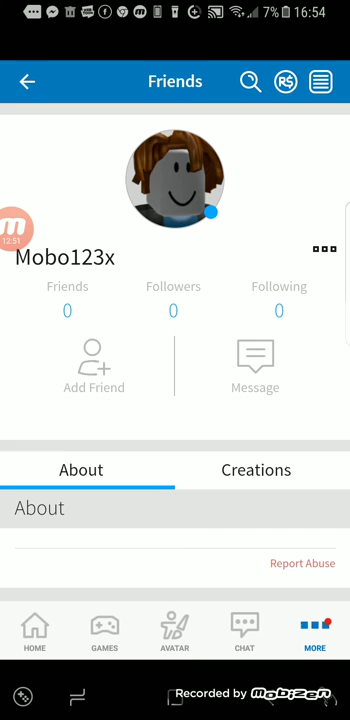 7% 16:54
Friends
R$
12:51
Mobo123x
Friends Followers Following
0 0 0
Add Friend Message
About Creations
About
Report Abuse
HOME GAMES AVATAR CHAT MORE
Recorded by MOBIZEN